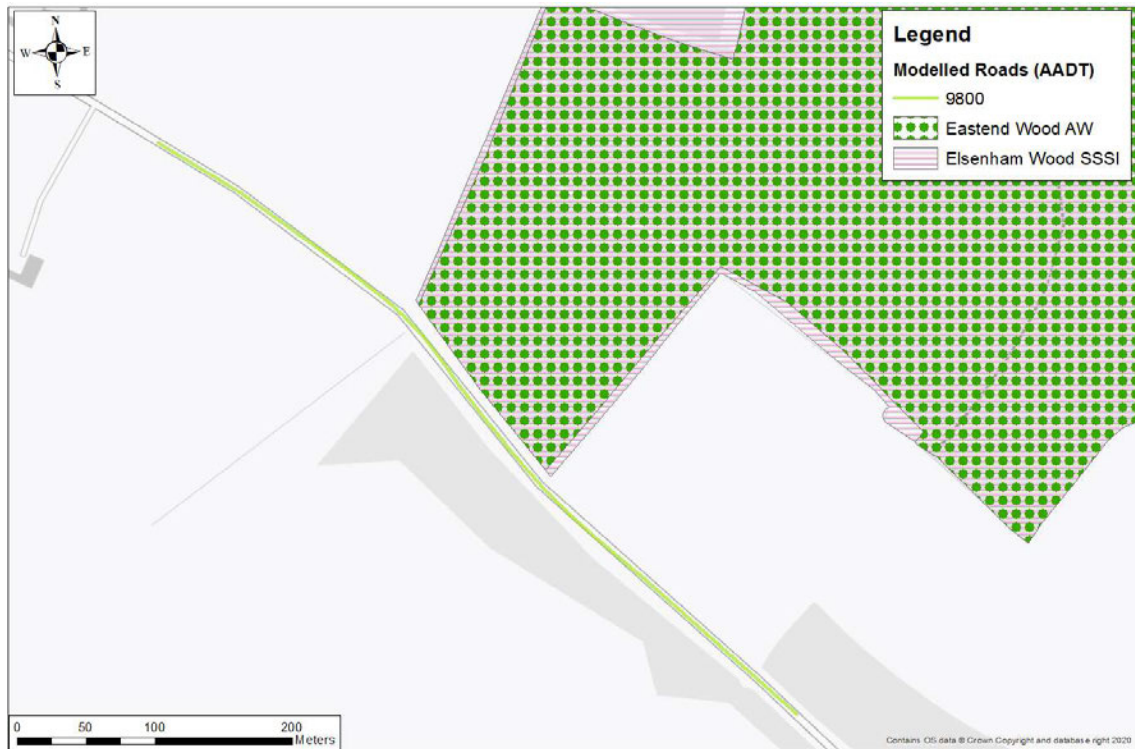 N
W E
S
Legend
Modelled Roads (AADT)
9800
Eastend Wood AW
Elsenham Wood SSSI
0 50 100 200
Meters
Contains OS data © Crown Copyright and database right 2020